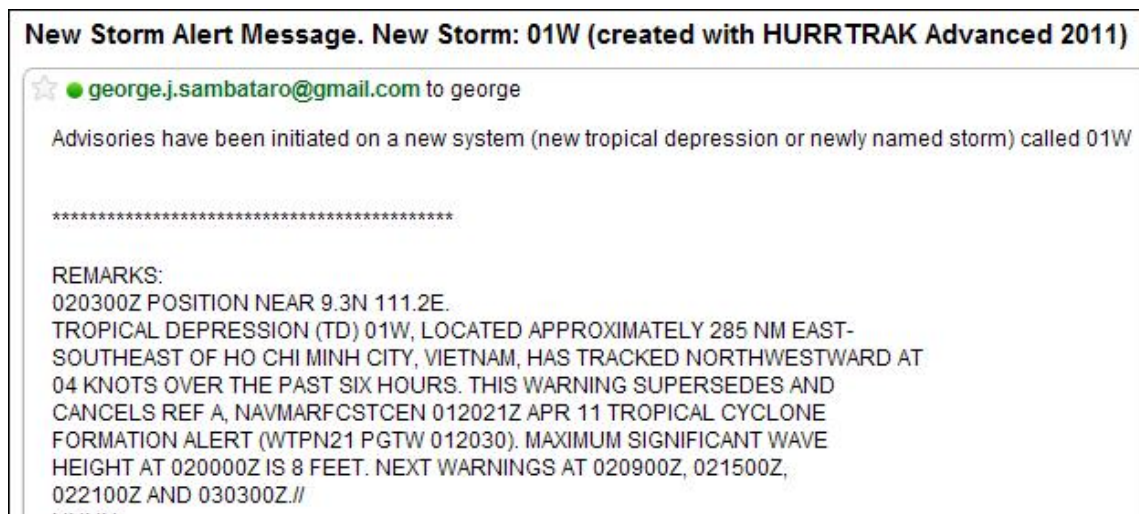 New Storm Alert Message. New Storm: 01W (created with HURRTRAK Advanced 2011)
george.j.sambataro@gmail.com to george
Advisories have been initiated on a new system (new tropical depression or newly named storm) called 01W
********************************************
REMARKS:
020300Z POSITION NEAR 9.3N 111.2E.
TROPICAL DEPRESSION (TD) 01W, LOCATED APPROXIMATELY 285 NM EAST-
SOUTHEAST OF HO CHI MINH CITY, VIETNAM, HAS TRACKED NORTHWESTWARD AT
04 KNOTS OVER THE PAST SIX HOURS. THIS WARNING SUPERSEDES AND
CANCELS REF A, NAVMARFCSTCEN 012021Z APR 11 TROPICAL CYCLONE
FORMATION ALERT (WTPN21 PGTW 012030). MAXIMUM SIGNIFICANT WAVE
HEIGHT AT 020000Z IS 8 FEET. NEXT WARNINGS AT 020900Z, 021500Z,
022100Z AND 030300Z.//